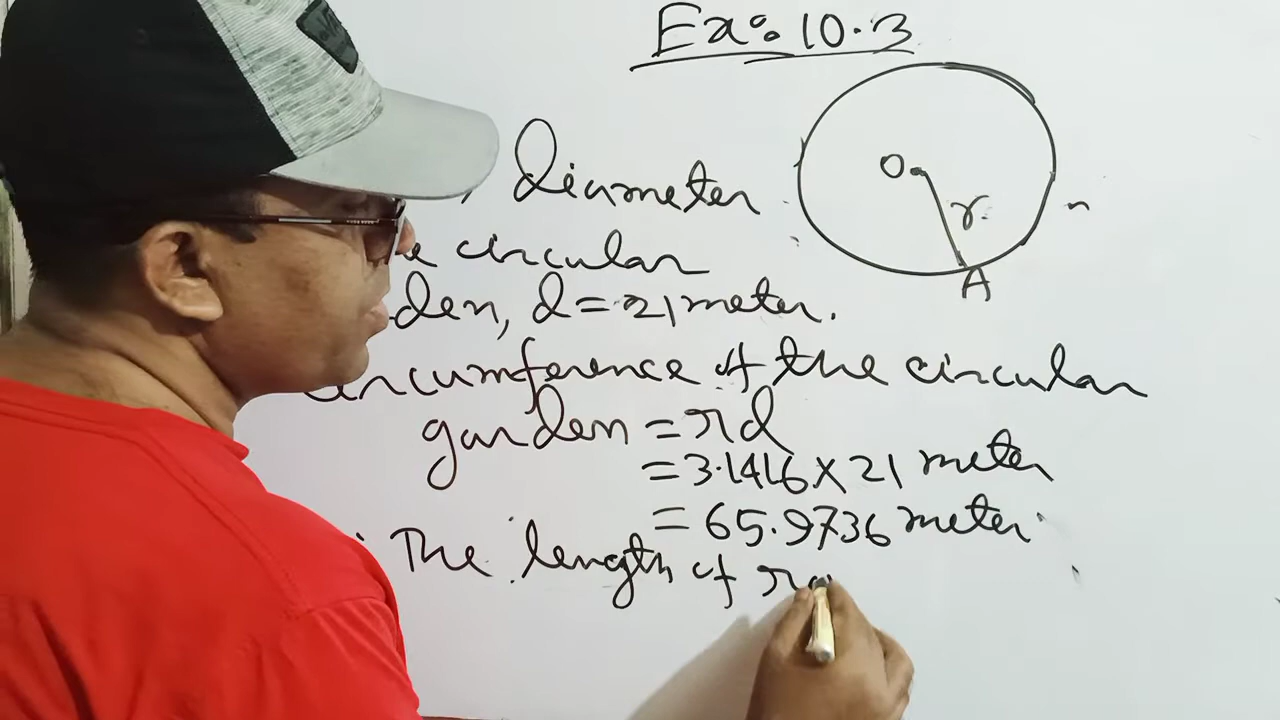 Ex: 10.3
O
r
A
diameter
circular
d = 21 meter.
circumference of the circular
garden = πd
= 3.1416 × 21 meter
= 65.9736 meter
The length of